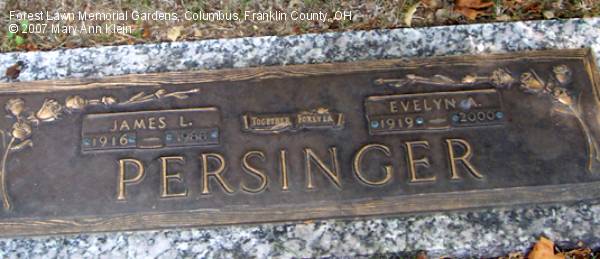 Forest Lawn Memorial Gardens, Columbus, Franklin County, OH
© 2007 Mary Ann Klein
JAMES L.
1916 1988
TOGETHER FOREVER
EVELYN A.
1919 2000
PERSINGER